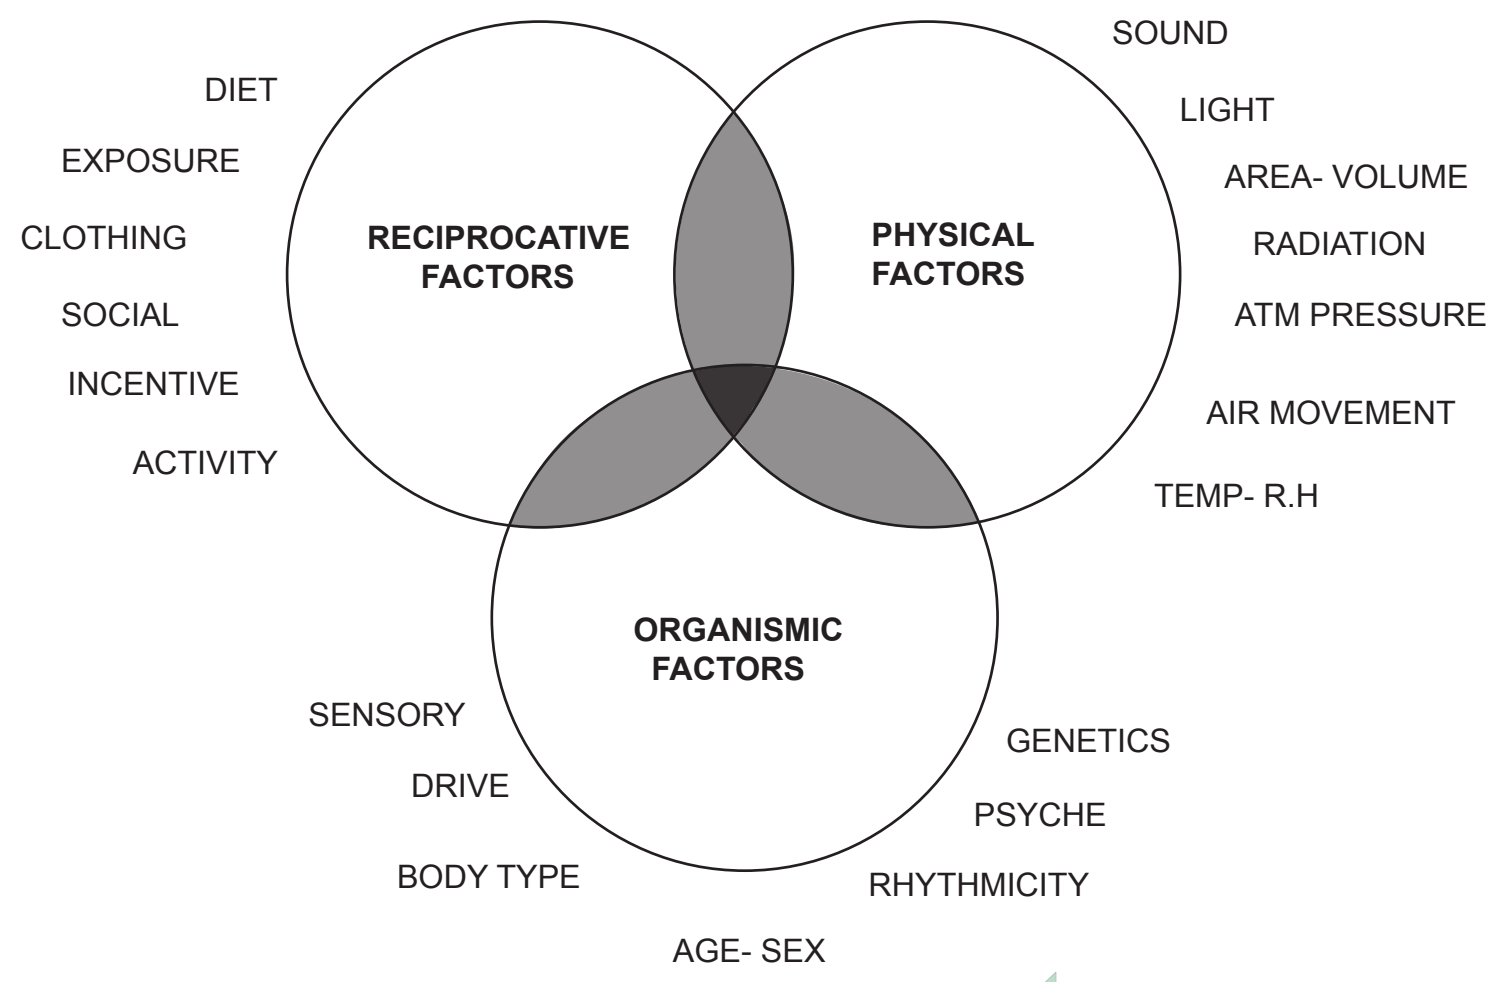 SOUND
DIET
LIGHT
EXPOSURE
AREA- VOLUME
CLOTHING
RECIPROCATIVE
FACTORS
PHYSICAL
FACTORS
RADIATION
SOCIAL
ATM PRESSURE
INCENTIVE
AIR MOVEMENT
ACTIVITY
TEMP- R.H
ORGANISMIC
FACTORS
SENSORY
GENETICS
DRIVE
PSYCHE
BODY TYPE
RHYTHMICITY
AGE- SEX